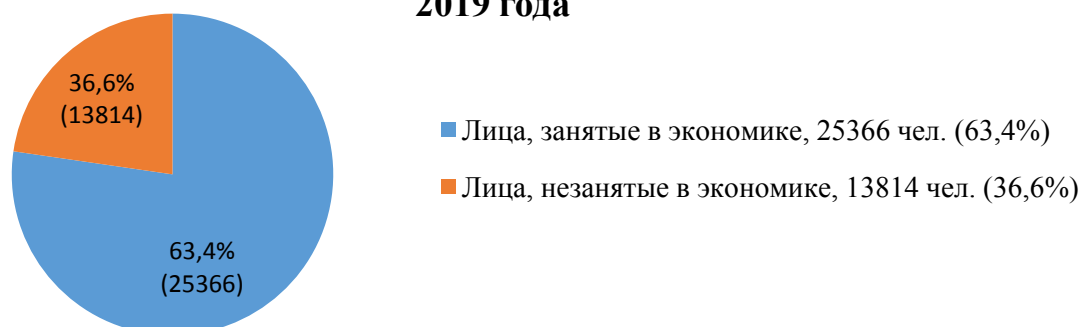 2019 года
36,6%
(13814)
63,4%
(25366)
Лица, занятые в экономике, 25366 чел. (63,4%)
Лица, незанятые в экономике, 13814 чел. (36,6%)